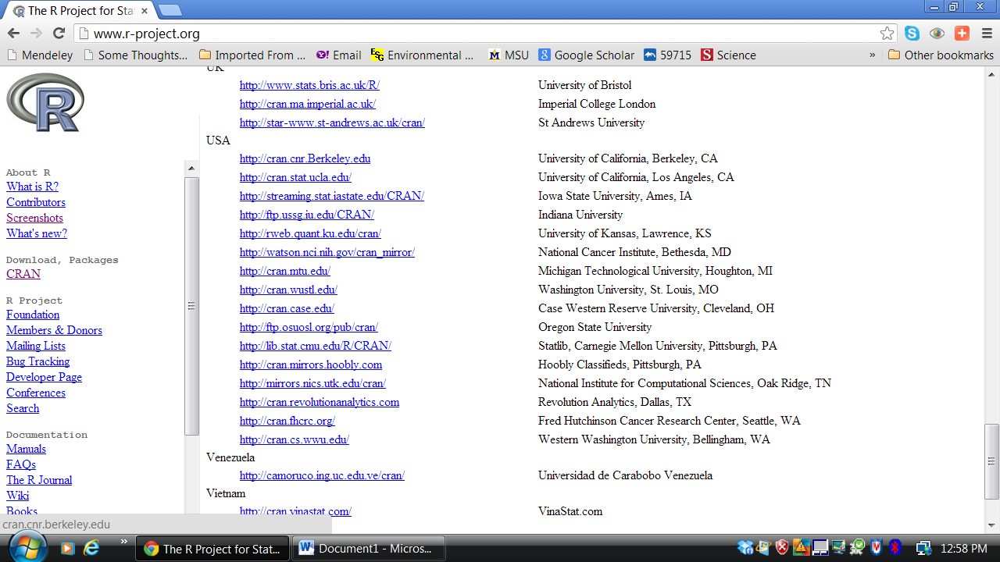 The R Project for Stat
www.r-project.org
Mendeley Some Thoughts... Imported From ... Email ESG Environmental ... M MSU 8 Google Scholar 59715 S Science » Other bookmarks
R
About R
What is R?
Contributors
Screenshots
What's new?
Download, Packages
CRAN
R Project
Foundation
Members & Donors
Mailing Lists
Bug Tracking
Developer Page
Conferences
Search
Documentation
Manuals
FAQs
The R Journal
Wiki
Books
UK
http://www.stats.bris.ac.uk/R/ University of Bristol
http://cran.ma.imperial.ac.uk/ Imperial College London
http://star-www.st-andrews.ac.uk/cran/ St Andrews University
USA
http://cran.cnr.Berkeley.edu University of California, Berkeley, CA
http://cran.stat.ucla.edu/ University of California, Los Angeles, CA
http://streaming.stat.iastate.edu/CRAN/ Iowa State University, Ames, IA
http://ftp.ussg.iu.edu/CRAN/ Indiana University
http://rweb.quant.ku.edu/cran/ University of Kansas, Lawrence, KS
http://watson.nci.nih.gov/cran_mirror/ National Cancer Institute, Bethesda, MD
http://cran.mtu.edu/ Michigan Technological University, Houghton, MI
http://cran.wustl.edu/ Washington University, St. Louis, MO
http://cran.case.edu/ Case Western Reserve University, Cleveland, OH
http://ftp.osuosl.org/pub/cran/ Oregon State University
http://lib.stat.cmu.edu/R/CRAN/ Statlib, Carnegie Mellon University, Pittsburgh, PA
http://cran.mirrors.hoobly.com Hoobly Classifieds, Pittsburgh, PA
http://mirrors.nics.utk.edu/cran/ National Institute for Computational Sciences, Oak Ridge, TN
http://cran.revolutionanalytics.com Revolution Analytics, Dallas, TX
http://cran.fhcrc.org/ Fred Hutchinson Cancer Research Center, Seattle, WA
http://cran.cs.wwu.edu/ Western Washington University, Bellingham, WA
Venezuela
http://camoruco.ing.uc.edu.ve/cran/ Universidad de Carabobo Venezuela
Vietnam
http://cran.vinastat.com/ VinaStat.com
cran.cnr.berkeley.edu
» The R Project for Stat... Document1 - Micros... 12:58 PM